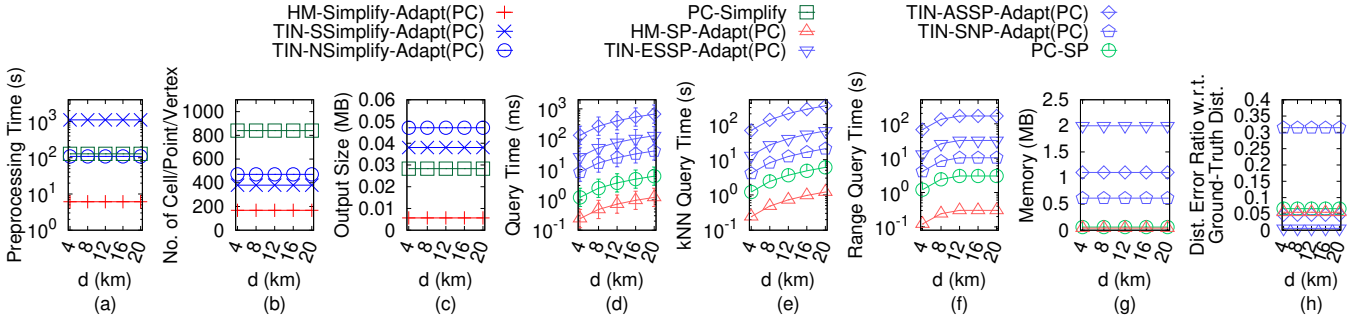 HM-Simplify-Adapt(PC)
TIN-SSimplify-Adapt(PC)
TIN-NSimplify-Adapt(PC)
PC-Simplify
HM-SP-Adapt(PC)
TIN-ESSP-Adapt(PC)
TIN-ASSP-Adapt(PC)
TIN-SNP-Adapt(PC)
PC-SP
Preprocessing Time (s)
10^3
10^2
10^1
10^0
4 8 12 16 20
d (km)
(a)
No. of Cell/Point/Vertex
1000
800
600
400
200
0
4 8 12 16 20
d (km)
(b)
Output Size (MB)
0.06
0.05
0.04
0.03
0.02
0.01
0
4 8 12 16 20
d (km)
(c)
Query Time (ms)
10^3
10^2
10^1
10^0
10^-1
4 8 12 16 20
d (km)
(d)
kNN Query Time (s)
10^2
10^1
10^0
10^-1
4 8 12 16 20
d (km)
(e)
Range Query Time (s)
10^2
10^1
10^0
10^-1
4 8 12 16 20
d (km)
(f)
Memory (MB)
2.5
2
1.5
1
0.5
0
4 8 12 16 20
d (km)
(g)
Dist. Error Ratio w.r.t.
Ground-Truth Dist.
0.4
0.35
0.3
0.25
0.2
0.15
0.1
0.05
0
4 8 12 16 20
d (km)
(h)